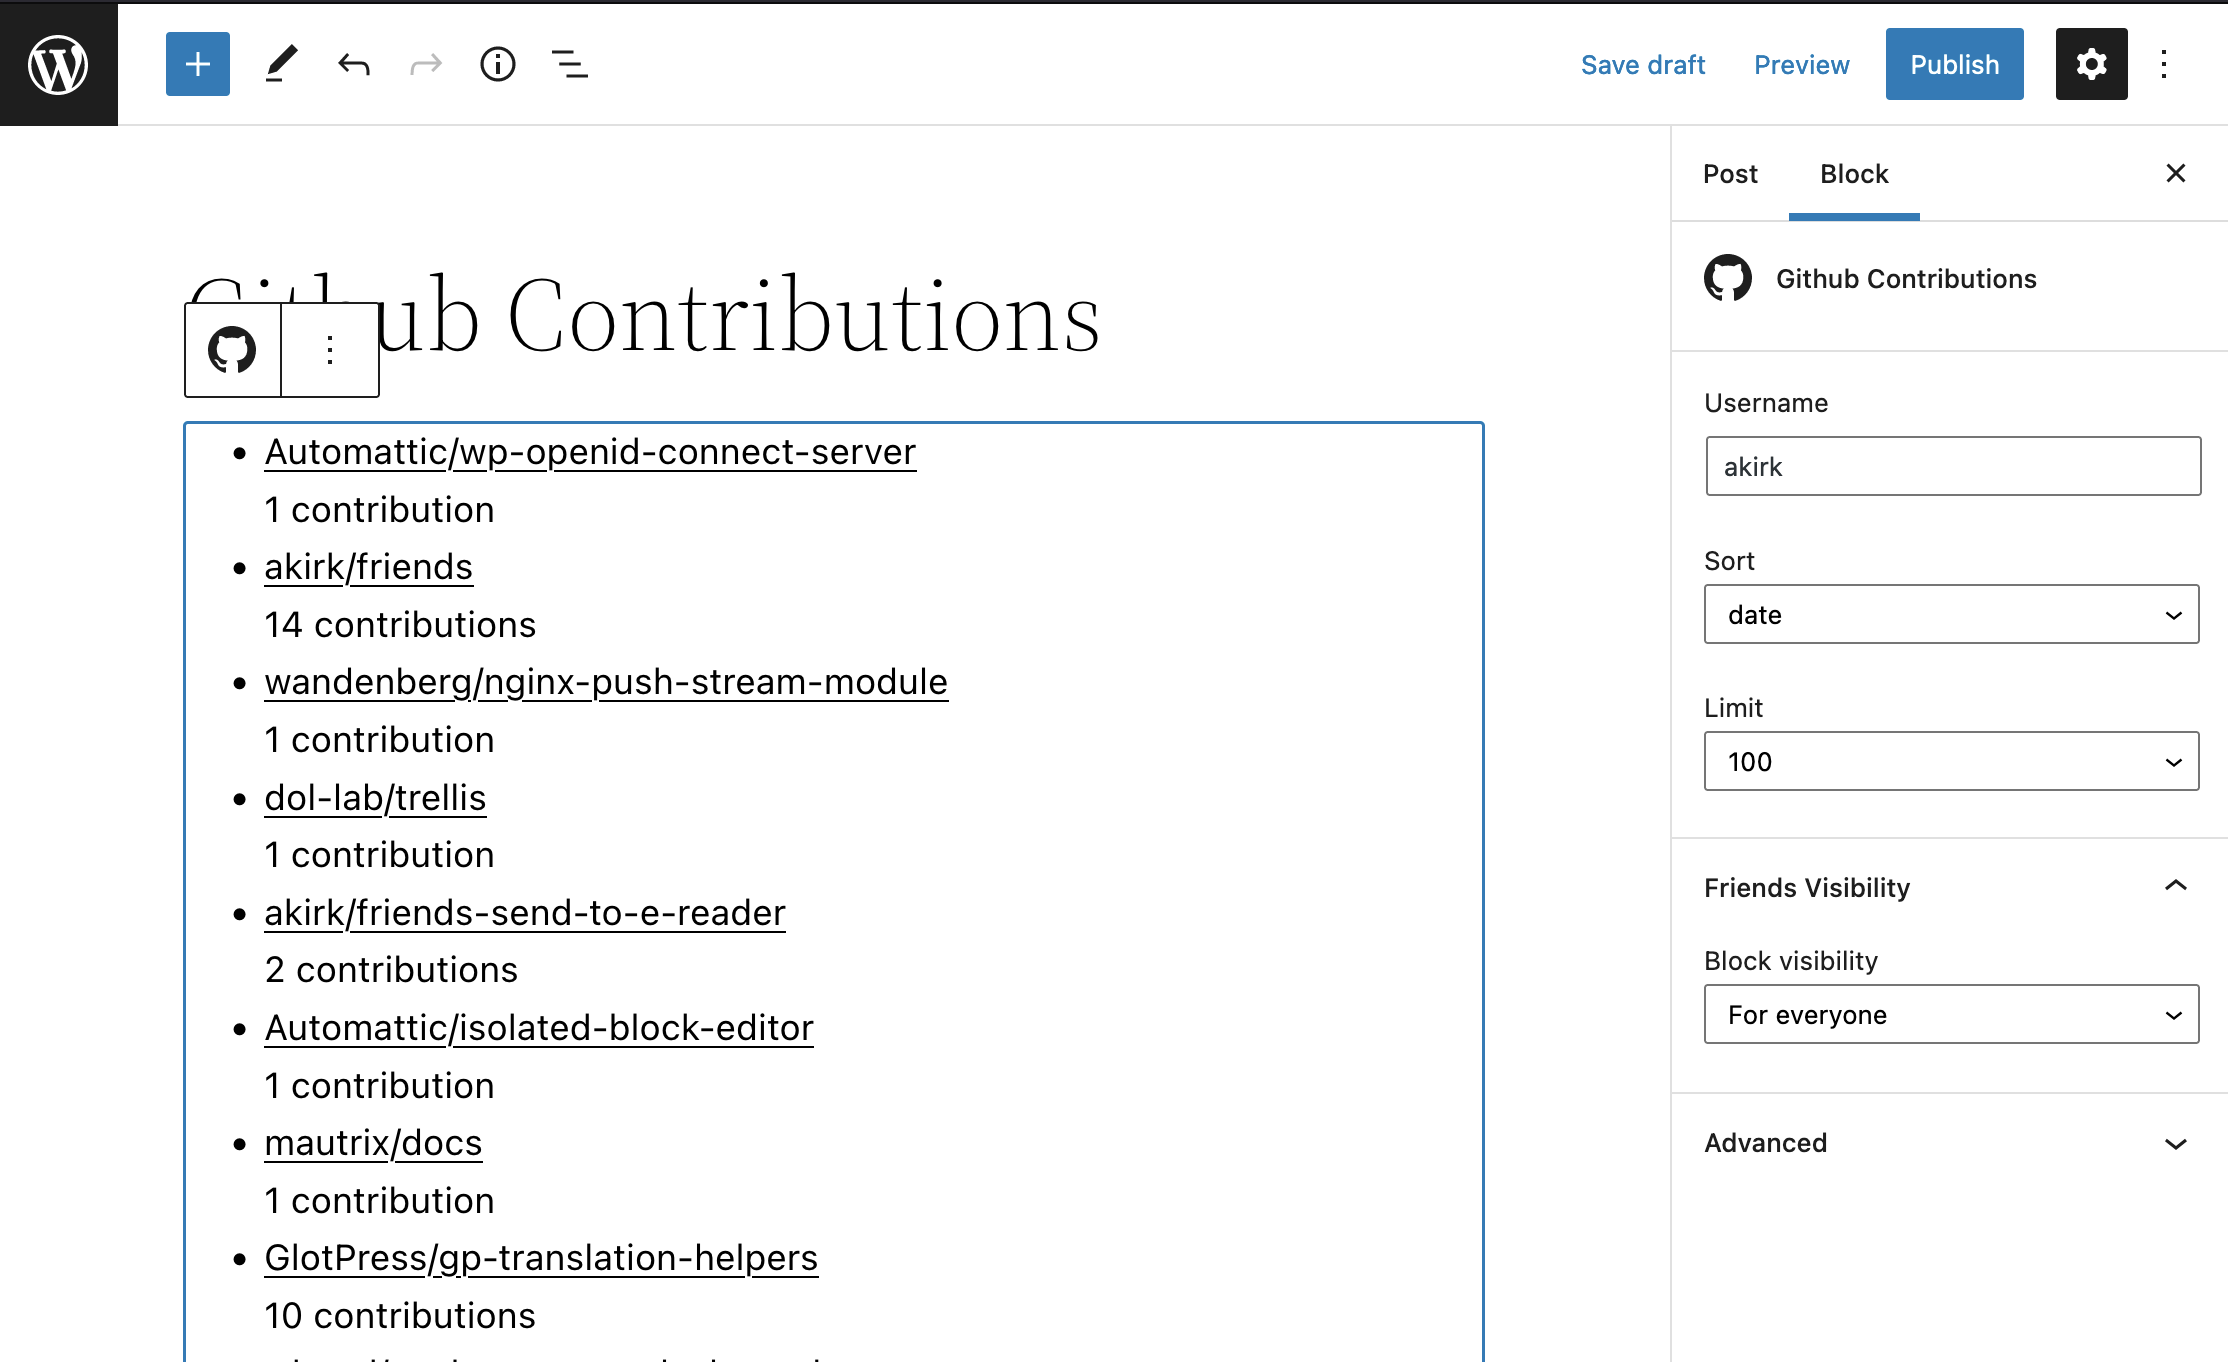 Save draft Preview Publish
Post Block
Github Contributions
Github Contributions
Username
akirk
Sort
date
Limit
100
Friends Visibility
Block visibility
For everyone
Advanced
Automattic/wp-openid-connect-server
1 contribution
akirk/friends
14 contributions
wandenberg/nginx-push-stream-module
1 contribution
dol-lab/trellis
1 contribution
akirk/friends-send-to-e-reader
2 contributions
Automattic/isolated-block-editor
1 contribution
mautrix/docs
1 contribution
GlotPress/gp-translation-helpers
10 contributions